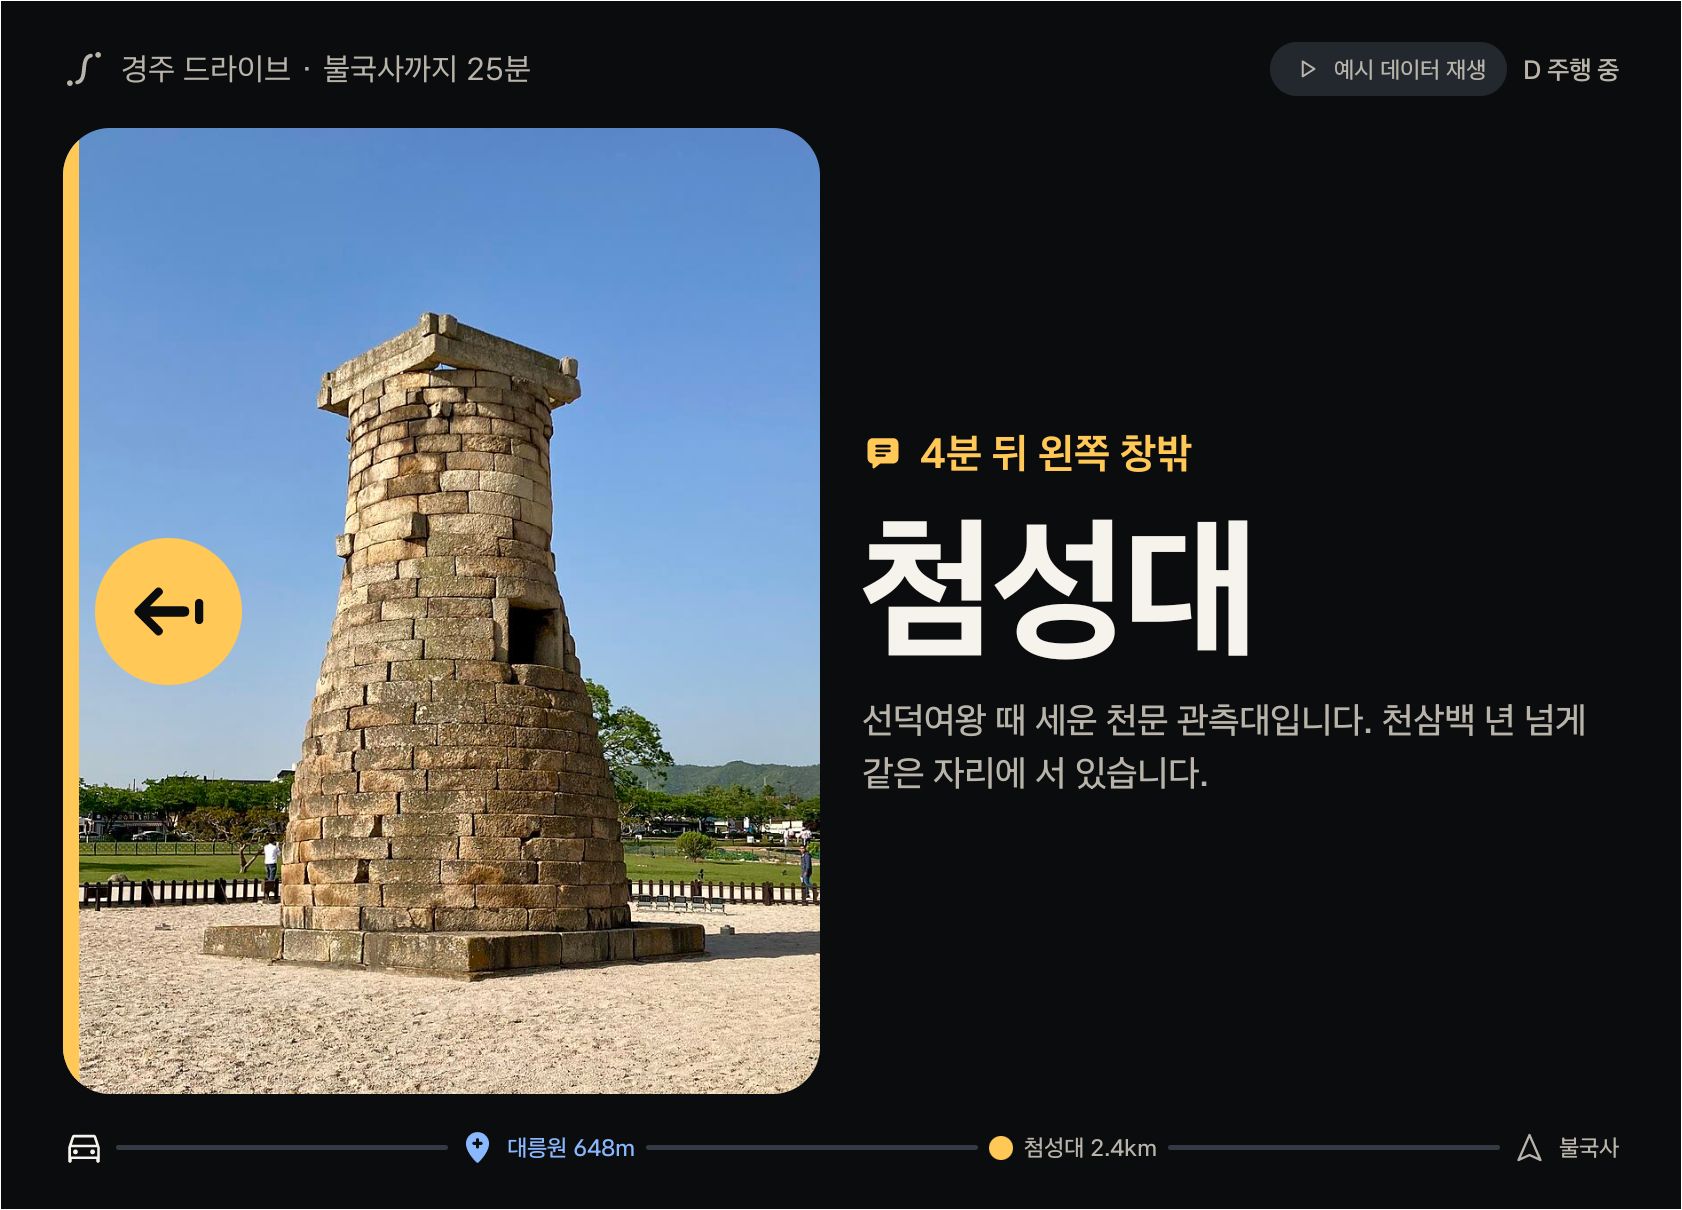 경주 드라이브 · 불국사까지 25분
예시 데이터 재생
D 주행 중
4분 뒤 왼쪽 창밖
첨성대
선덕여왕 때 세운 천문 관측대입니다. 천삼백 년 넘게
같은 자리에 서 있습니다.
대릉원 648m
첨성대 2.4km
불국사